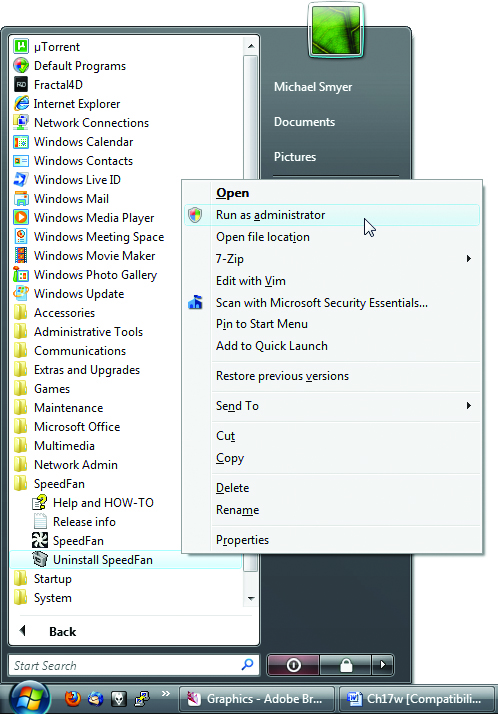 µTorrent
Default Programs
Fractal4D
Internet Explorer
Network Connections
Windows Calendar
Windows Contacts
Windows Live ID
Windows Mail
Windows Media Player
Windows Meeting Space
Windows Movie Maker
Windows Photo Gallery
Windows Update
Accessories
Administrative Tools
Communications
Extras and Upgrades
Games
Maintenance
Microsoft Office
Multimedia
Network Admin
SpeedFan
Help and HOW-TO
Release info
SpeedFan
Uninstall SpeedFan
Startup
System
Back
Start Search
Michael Smyer
Documents
Pictures
Open
Run as administrator
Open file location
7-Zip
Edit with Vim
Scan with Microsoft Security Essentials...
Pin to Start Menu
Add to Quick Launch
Restore previous versions
Send To
Cut
Copy
Delete
Rename
Properties
Graphics - Adobe Br...
Ch17w [Compatibili...